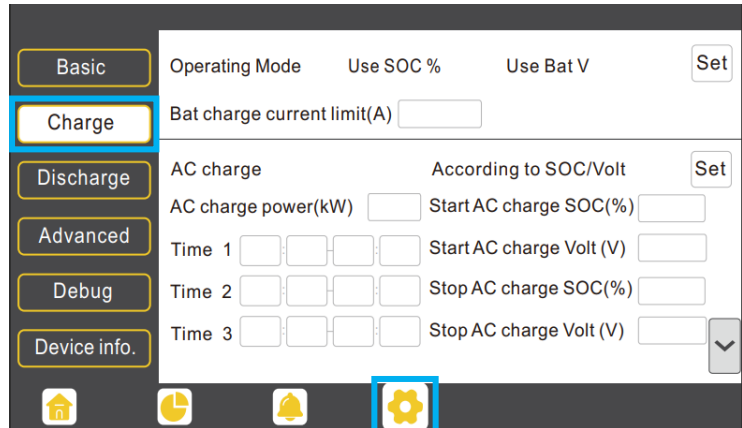 Basic
Charge
Discharge
Advanced
Debug
Device info.
Operating Mode Use SOC % Use Bat V Set
Bat charge current limit(A)
AC charge According to SOC/Volt Set
AC charge power(kW) Start AC charge SOC(%)
Time 1 : - : Start AC charge Volt (V)
Time 2 : - : Stop AC charge SOC(%)
Time 3 : - : Stop AC charge Volt (V)